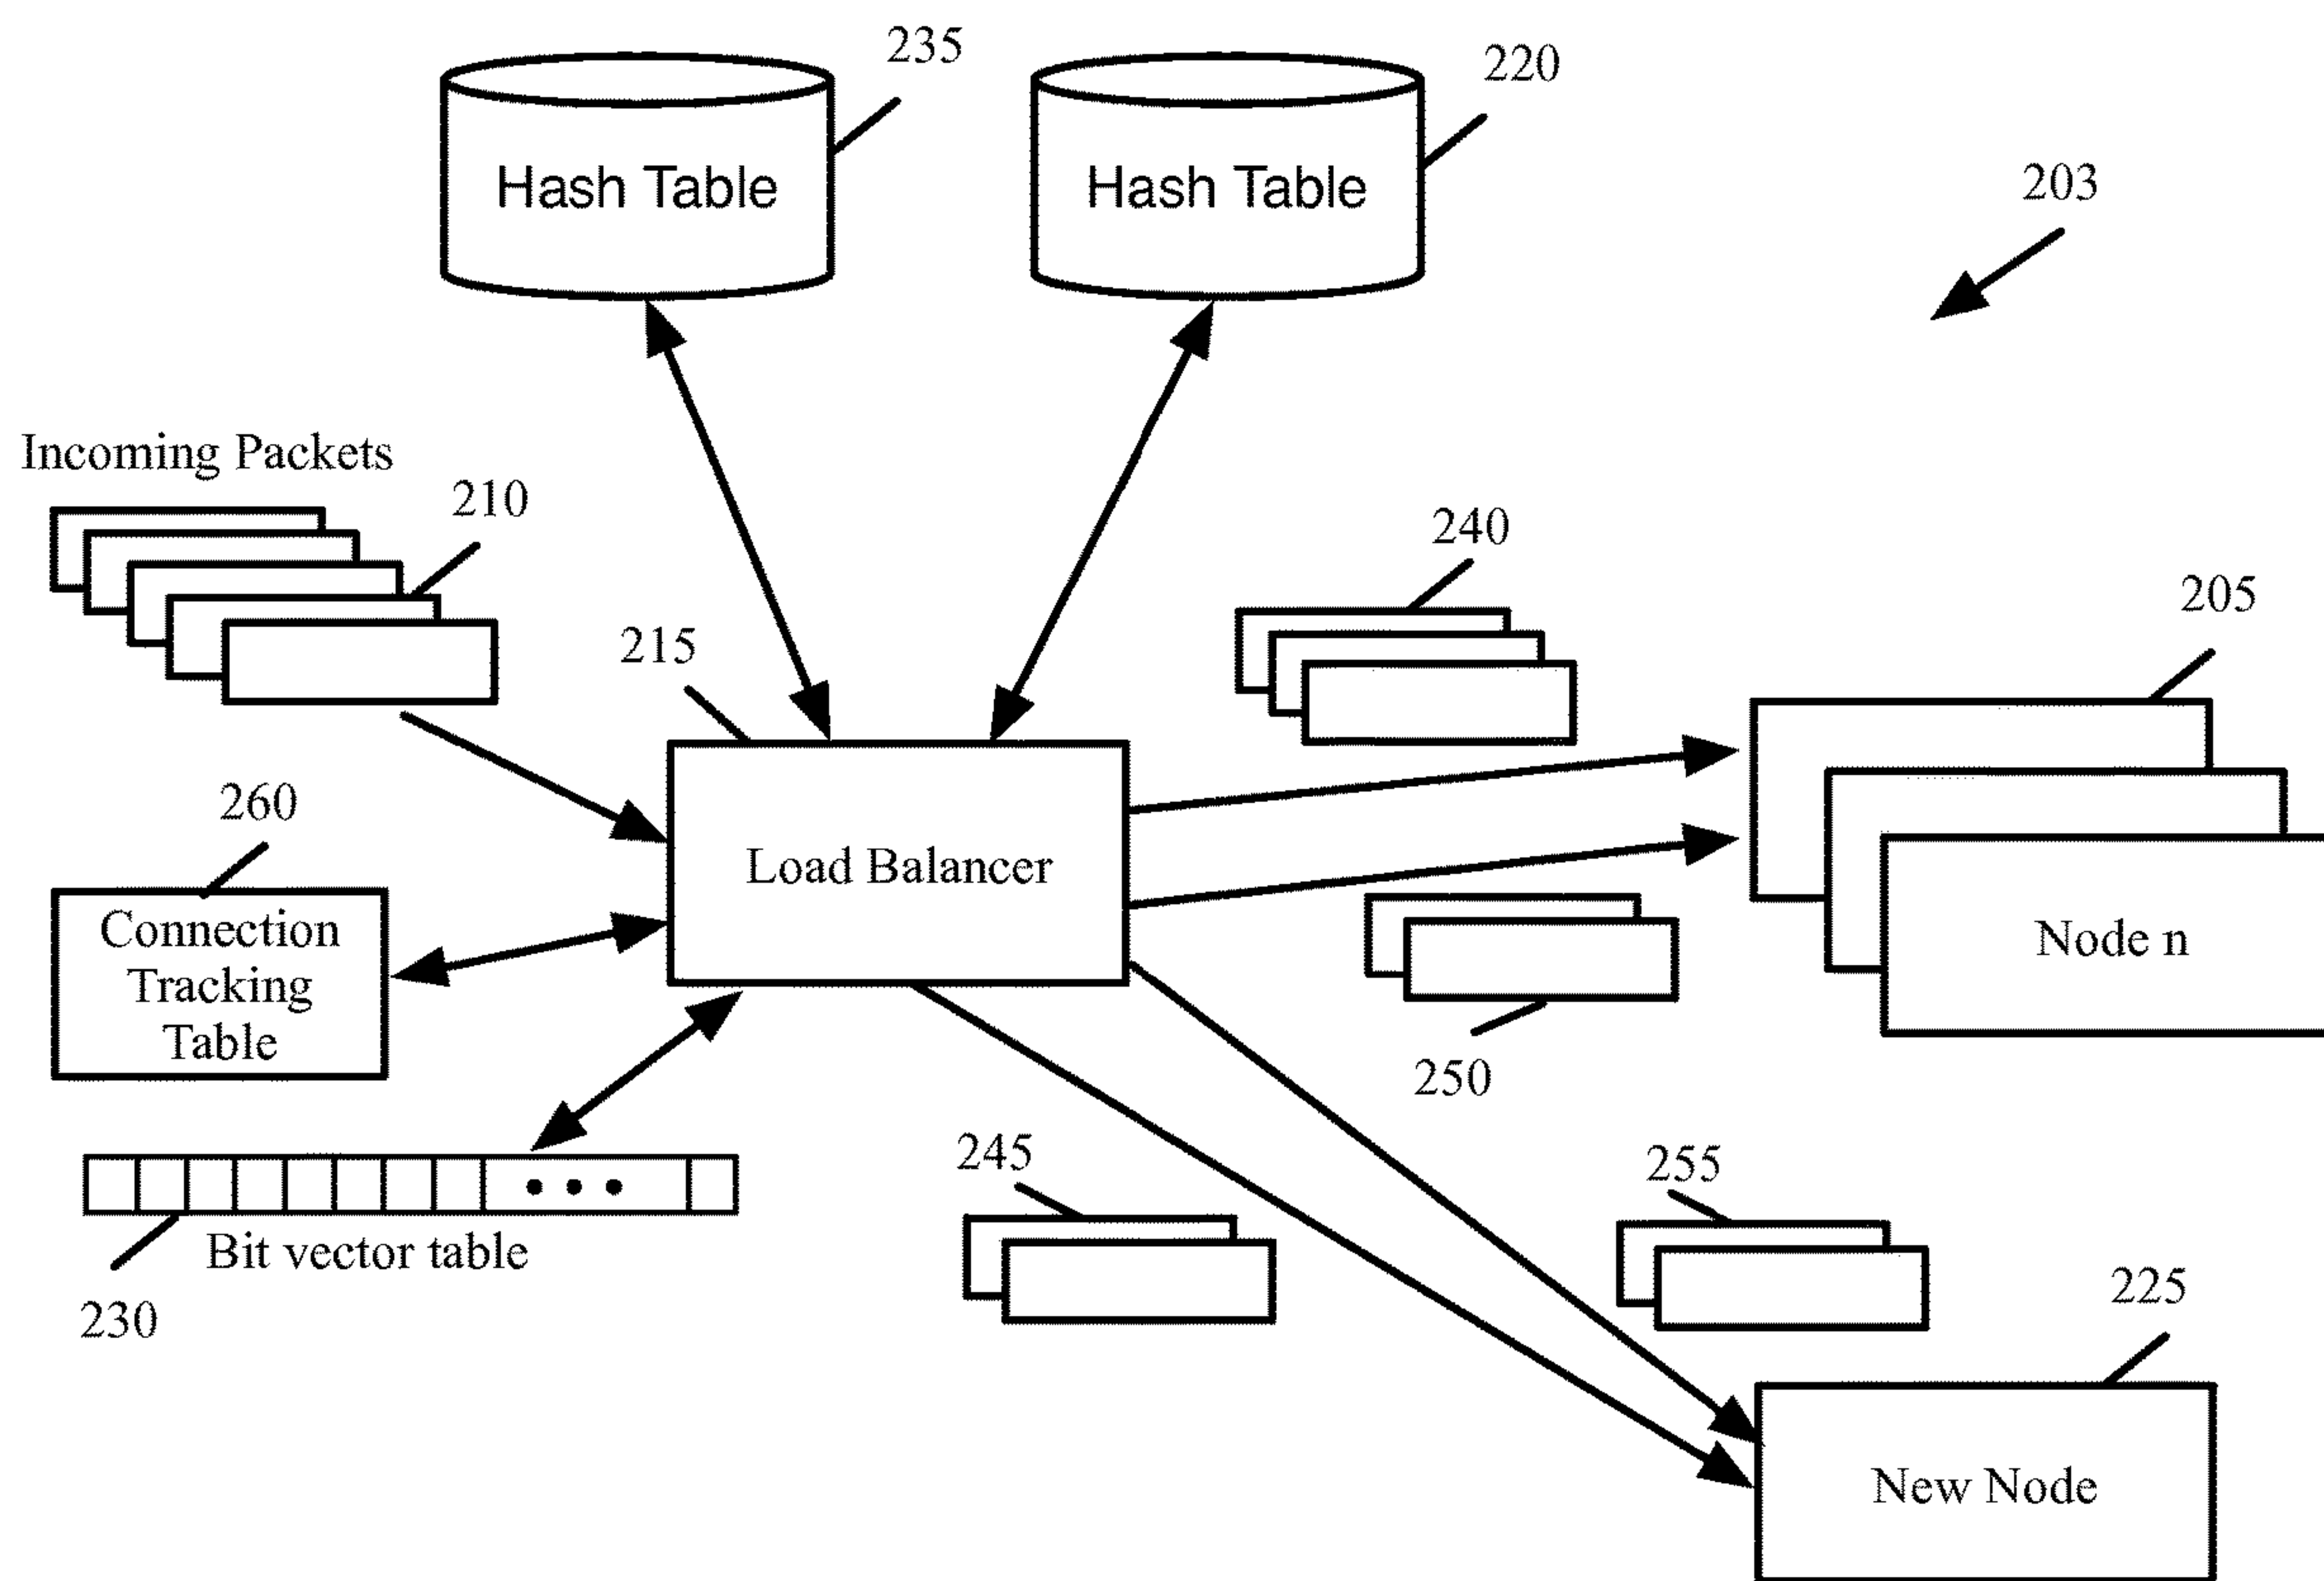 235
220
Hash Table
Hash Table
203
Incoming Packets
210
240
205
215
260
Load Balancer
Connection
Tracking
Table
Node n
250
245
255
Bit vector table
230
225
New Node